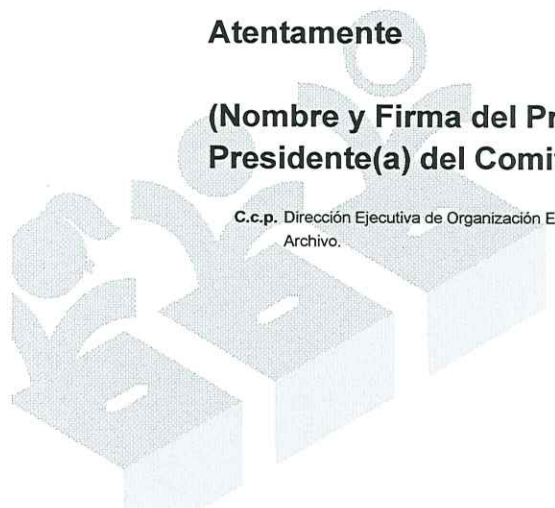 Atentamente
(Nombre y Firma del Pr
Presidente(a) del Comi
C.c.p. Dirección Ejecutiva de Organización E
Archivo.